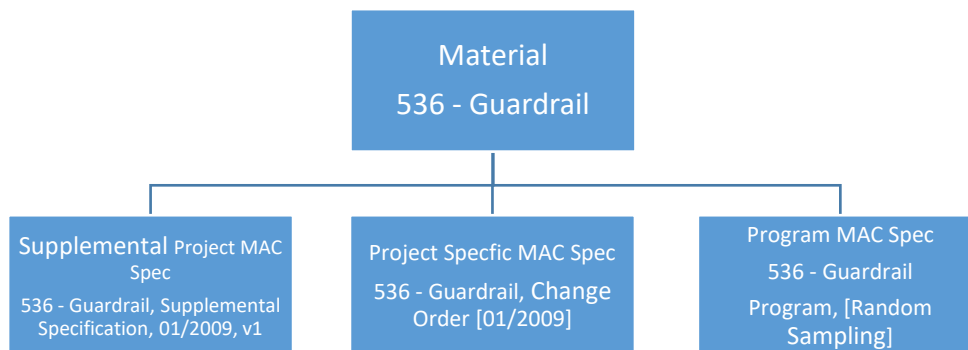 Material
536 - Guardrail
Supplemental Project MAC
Spec
536 - Guardrail, Supplemental
Specification, 01/2009, v1
Project Specfic MAC Spec
536 - Guardrail, Change
Order [01/2009]
Program MAC Spec
536 - Guardrail
Program, [Random
Sampling]